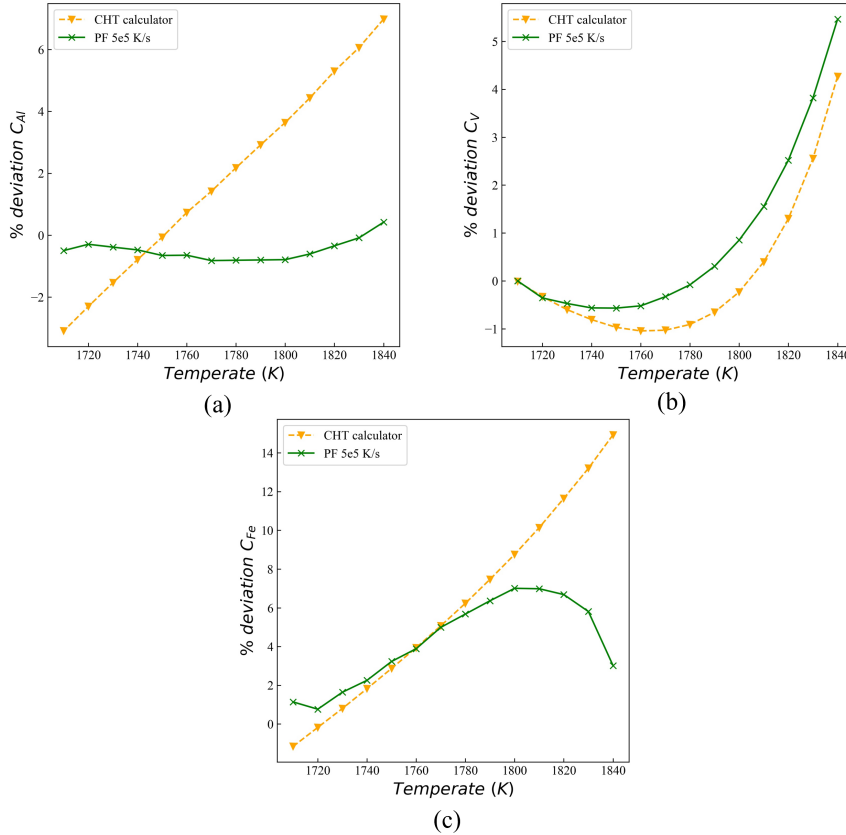 CHT calculator
PF 5e5 K/s
% deviation C_Al
6
4
2
0
−2
1720 1740 1760 1780 1800 1820 1840
Temperate (K)
(a)
CHT calculator
PF 5e5 K/s
% deviation C_V
5
4
3
2
1
0
−1
1720 1740 1760 1780 1800 1820 1840
Temperate (K)
(b)
CHT calculator
PF 5e5 K/s
% deviation C_Fe
14
12
10
8
6
4
2
0
1720 1740 1760 1780 1800 1820 1840
Temperate (K)
(c)